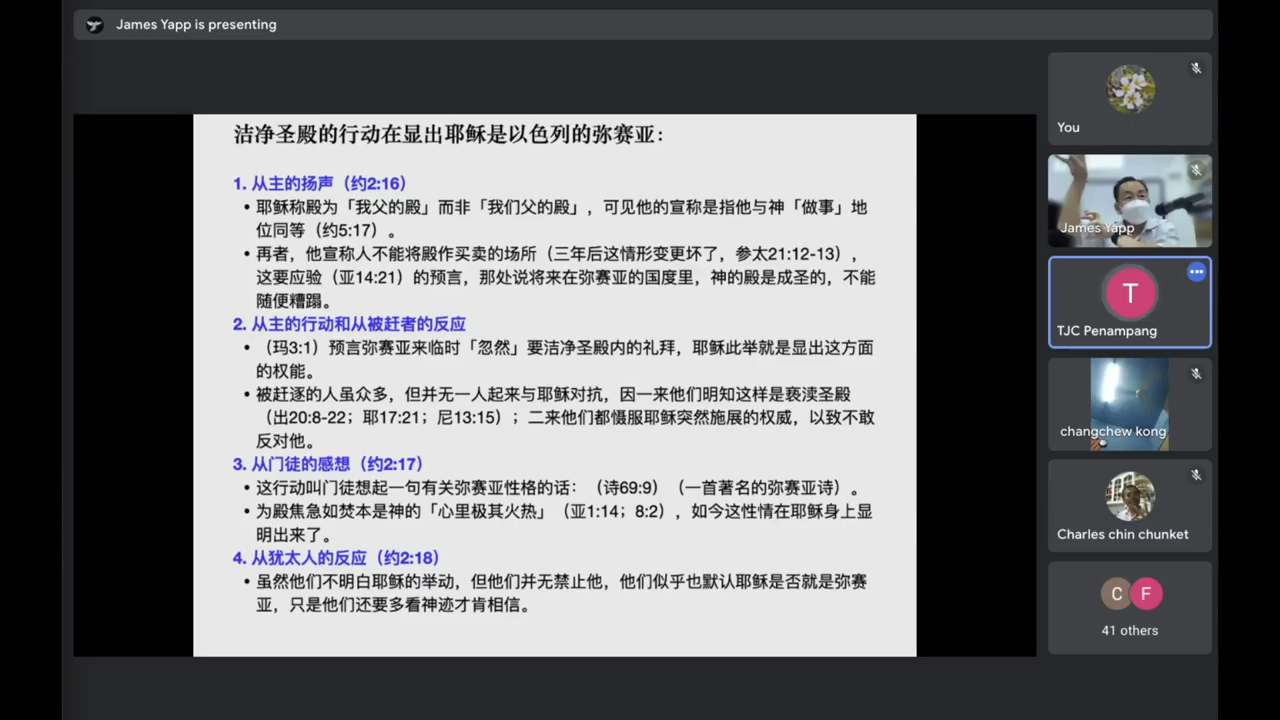 James Yapp is presenting
洁净圣殿的行动在显出耶稣是以色列的弥赛亚：
1. 从主的扬声（约2:16）
• 耶稣称殿为「我父的殿」而非「我们父的殿」，可见他的宣称是指他与神「做事」地
位同等（约5:17）。
• 再者，他宣称人不能将殿作买卖的场所（三年后这情形变更坏了，参太21:12-13），
这要应验（亚14:21）的预言，那处说将来在弥赛亚的国度里，神的殿是成圣的，不能
随便糟蹋。
2. 从主的行动和从被赶者的反应
• （玛3:1）预言弥赛亚来临时「忽然」要洁净圣殿内的礼拜，耶稣此举就是显出这方面
的权能。
• 被赶逐的人虽众多，但并无一人起来与耶稣对抗，因一来他们明知这样是亵渎圣殿
（出20:8-22；耶17:21；尼13:15）；二来他们都慑服耶稣突然施展的权威，以致不敢
反对他。
3. 从门徒的感想（约2:17）
• 这行动叫门徒想起一句有关弥赛亚性格的话：（诗69:9）（一首著名的弥赛亚诗）。
• 为殿焦急如焚本是神的「心里极其火热」（亚1:14；8:2），如今这性情在耶稣身上显
明出来了。
4. 从犹太人的反应（约2:18）
• 虽然他们不明白耶稣的举动，但他们并无禁止他，他们似乎也默认耶稣是否就是弥赛
亚，只是他们还要多看神迹才肯相信。
You
James Yapp
T
TJC Penampang
changchew kong
Charles chin chunket
C F
41 others